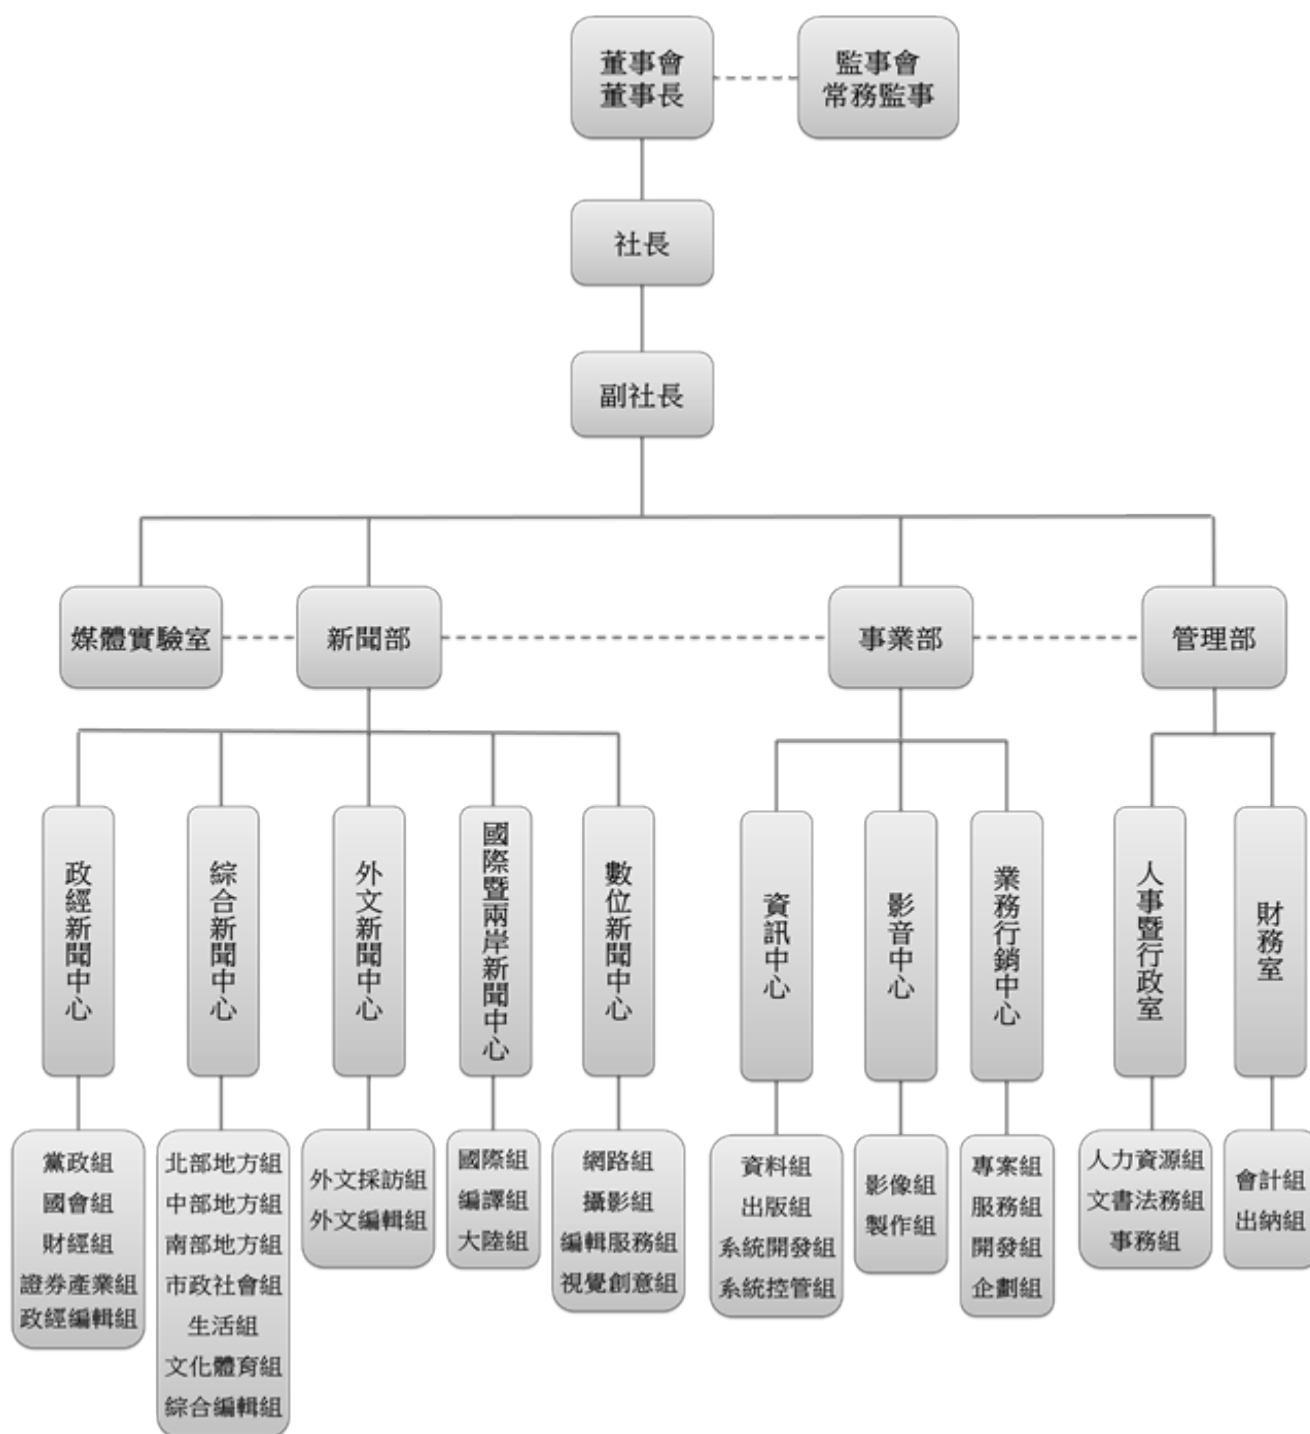 董事會
董事長
監事會
常務監事
社長
副社長
媒體實驗室
新聞部
事業部
管理部
政經新聞中心
綜合新聞中心
外文新聞中心
國際暨兩岸新聞中心
數位新聞中心
資訊中心
影音中心
業務行銷中心
人事暨行政室
財務室
黨政組
國會組
財經組
證券產業組
政經編輯組
北部地方組
中部地方組
南部地方組
市政社會組
生活組
文化體育組
綜合編輯組
外文採訪組
外文編輯組
國際組
編譯組
大陸組
網路組
攝影組
編輯服務組
視覺創意組
資料組
出版組
系統開發組
系統控管組
影像組
製作組
專案組
服務組
開發組
企劃組
人力資源組
文書法務組
事務組
會計組
出納組